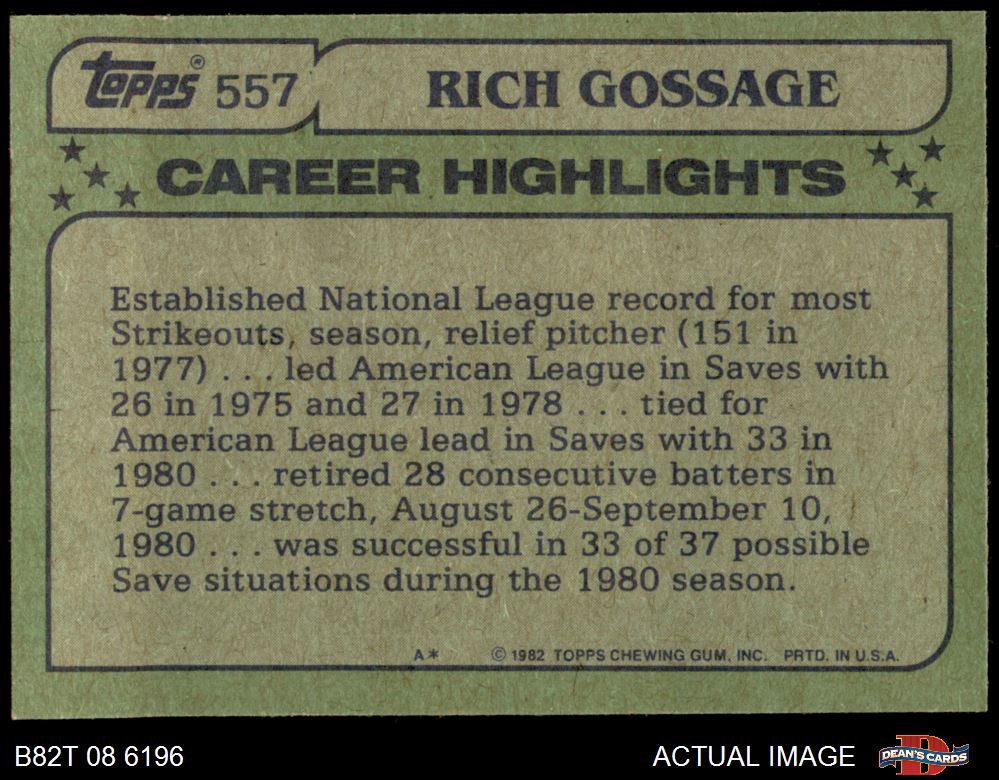 Topps® 557 RICH GOSSAGE
CAREER HIGHLIGHTS
Established National League record for most
Strikeouts, season, relief pitcher (151 in
1977) . . . led American League in Saves with
26 in 1975 and 27 in 1978 . . . tied for
American League lead in Saves with 33 in
1980 . . . retired 28 consecutive batters in
7-game stretch, August 26-September 10,
1980 . . . was successful in 33 of 37 possible
Save situations during the 1980 season.
A* © 1982 TOPPS CHEWING GUM, INC. PRTD. IN U.S.A.
B82T 08 6196 ACTUAL IMAGE DEAN'S CARDS